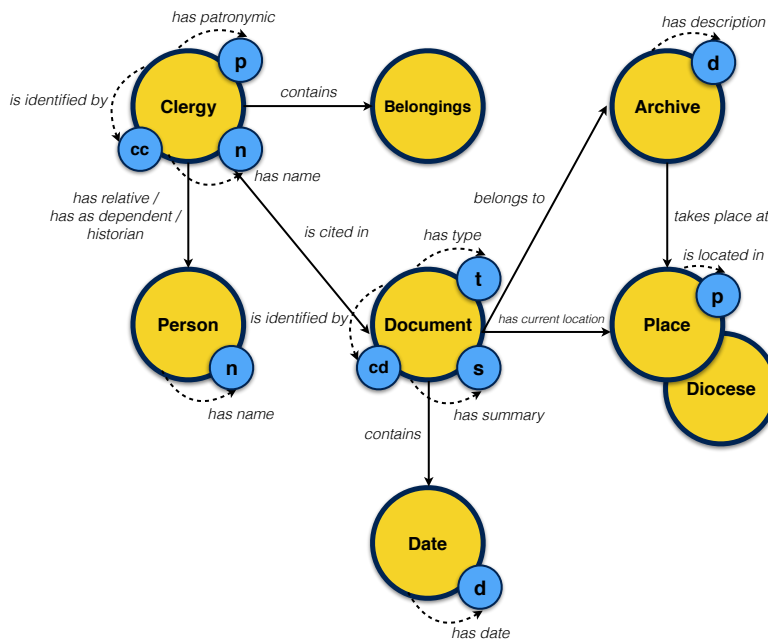 has patronymic
has description
p
d
is identified by
Clergy
contains
Belongings
Archive
cc
n
has name
has relative /
has as dependent /
historian
belongs to
takes place at
is cited in
has type
is located in
t
p
Person
is identified by
Document
has current location
Place
n
cd
s
Diocese
has name
has summary
contains
Date
d
has date